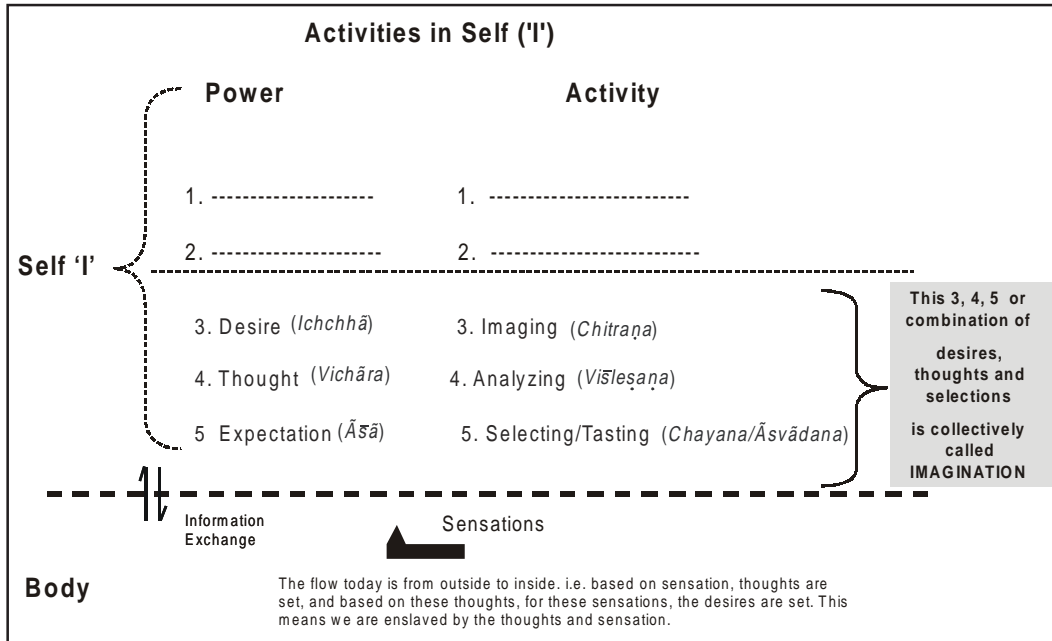 Activities in Self ('I')
Power Activity
1. --------------------- 1. --------------------------
2. --------------------- 2. ---------------------------
Self ‘I’
3. Desire (Ichchhã) 3. Imaging (Chitraṇa)
4. Thought (Vichãra) 4. Analyzing (Vis̄leṣaṇa)
5 Expectation (Ãs̄ã) 5. Selecting/Tasting (Chayana/Ãsvãdana)
This 3, 4, 5 or
combination of
desires,
thoughts and
selections
is collectively
called
IMAGINATION
Information
Exchange
Sensations
Body
The flow today is from outside to inside. i.e. based on sensation, thoughts are
set, and based on these thoughts, for these sensations, the desires are set. This
means we are enslaved by the thoughts and sensation.